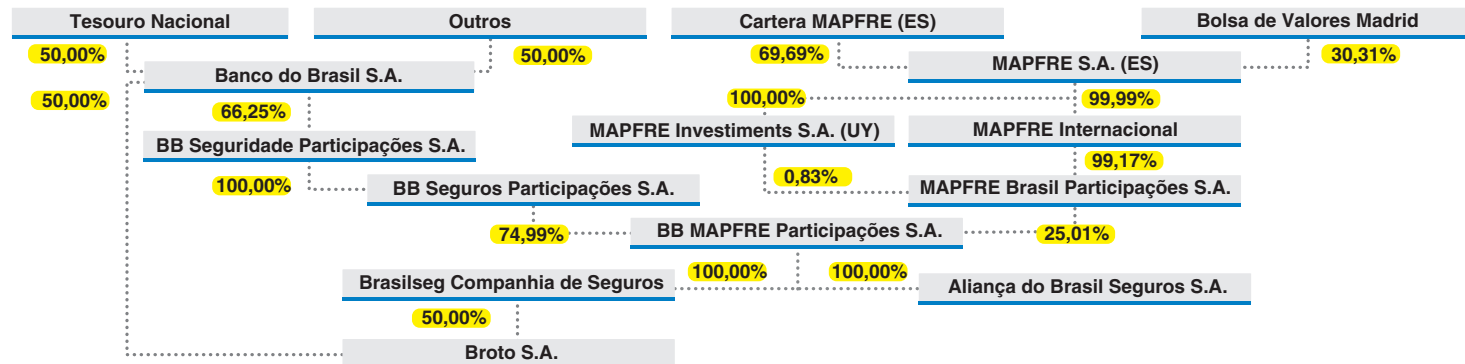 Tesouro Nacional
Outros
Cartera MAPFRE (ES)
Bolsa de Valores Madrid
50,00%
50,00%
69,69%
30,31%
Banco do Brasil S.A.
MAPFRE S.A. (ES)
50,00%
66,25%
100,00%
99,99%
BB Seguridade Participações S.A.
MAPFRE Investiments S.A. (UY)
MAPFRE Internacional
100,00%
99,17%
BB Seguros Participações S.A.
0,83%
MAPFRE Brasil Participações S.A.
74,99%
BB MAPFRE Participações S.A.
25,01%
Brasilseg Companhia de Seguros
100,00%
100,00%
Aliança do Brasil Seguros S.A.
50,00%
Broto S.A.